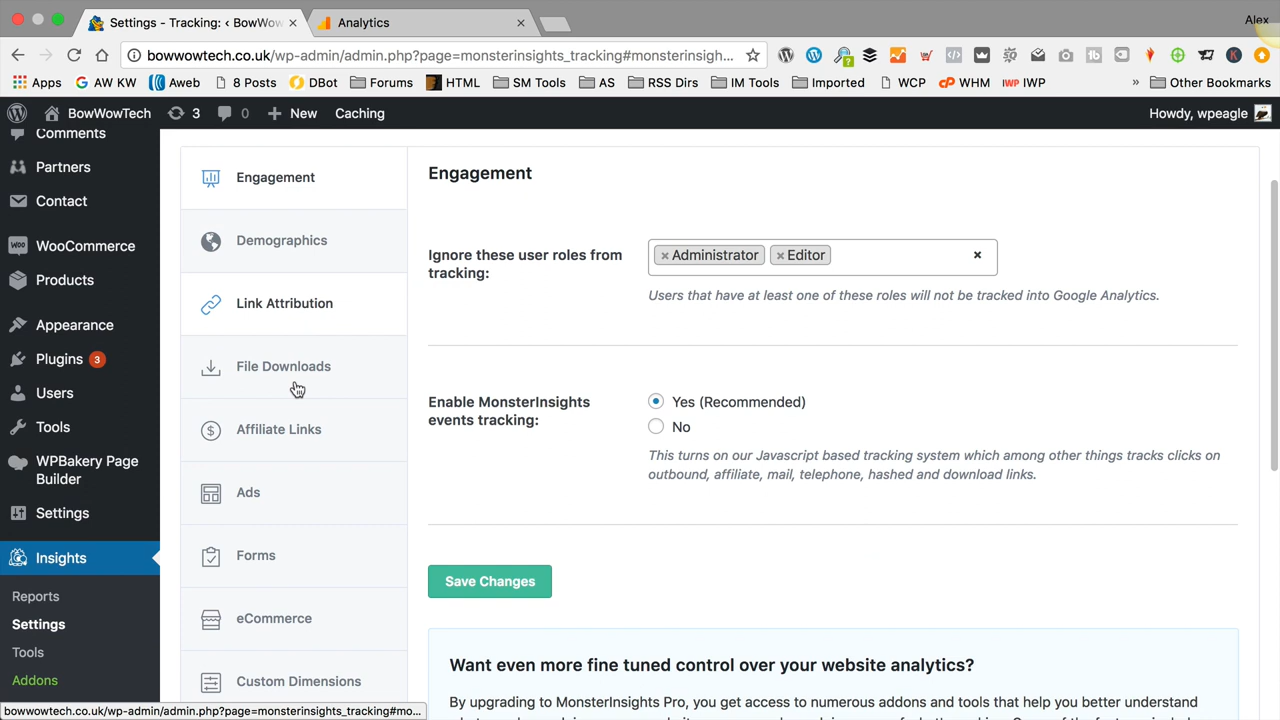 Settings - Tracking: ‹ BowWow
Analytics
Alex
bowwowtech.co.uk/wp-admin/admin.php?page=monsterinsights_tracking#monsterinsigh...
Apps
AW KW
Aweb
8 Posts
DBot
Forums
HTML
SM Tools
AS
RSS Dirs
IM Tools
Imported
WCP
WHM
IWP
»
Other Bookmarks
BowWowTech
3
0
New
Caching
Howdy, wpeagle
Comments
Partners
Contact
WooCommerce
Products
Appearance
Plugins 3
Users
Tools
WPBakery Page
Builder
Settings
Insights
Reports
Settings
Tools
Addons
Engagement
Demographics
Link Attribution
File Downloads
Affiliate Links
Ads
Forms
eCommerce
Custom Dimensions
Engagement
Ignore these user roles from
tracking:
× Administrator × Editor ×
Users that have at least one of these roles will not be tracked into Google Analytics.
Enable MonsterInsights
events tracking:
Yes (Recommended)
No
This turns on our Javascript based tracking system which among other things tracks clicks on
outbound, affiliate, mail, telephone, hashed and download links.
Save Changes
Want even more fine tuned control over your website analytics?
By upgrading to MonsterInsights Pro, you get access to numerous addons and tools that help you better understand
bowwowtech.co.uk/wp-admin/admin.php?page=monsterinsights_tracking#mo...